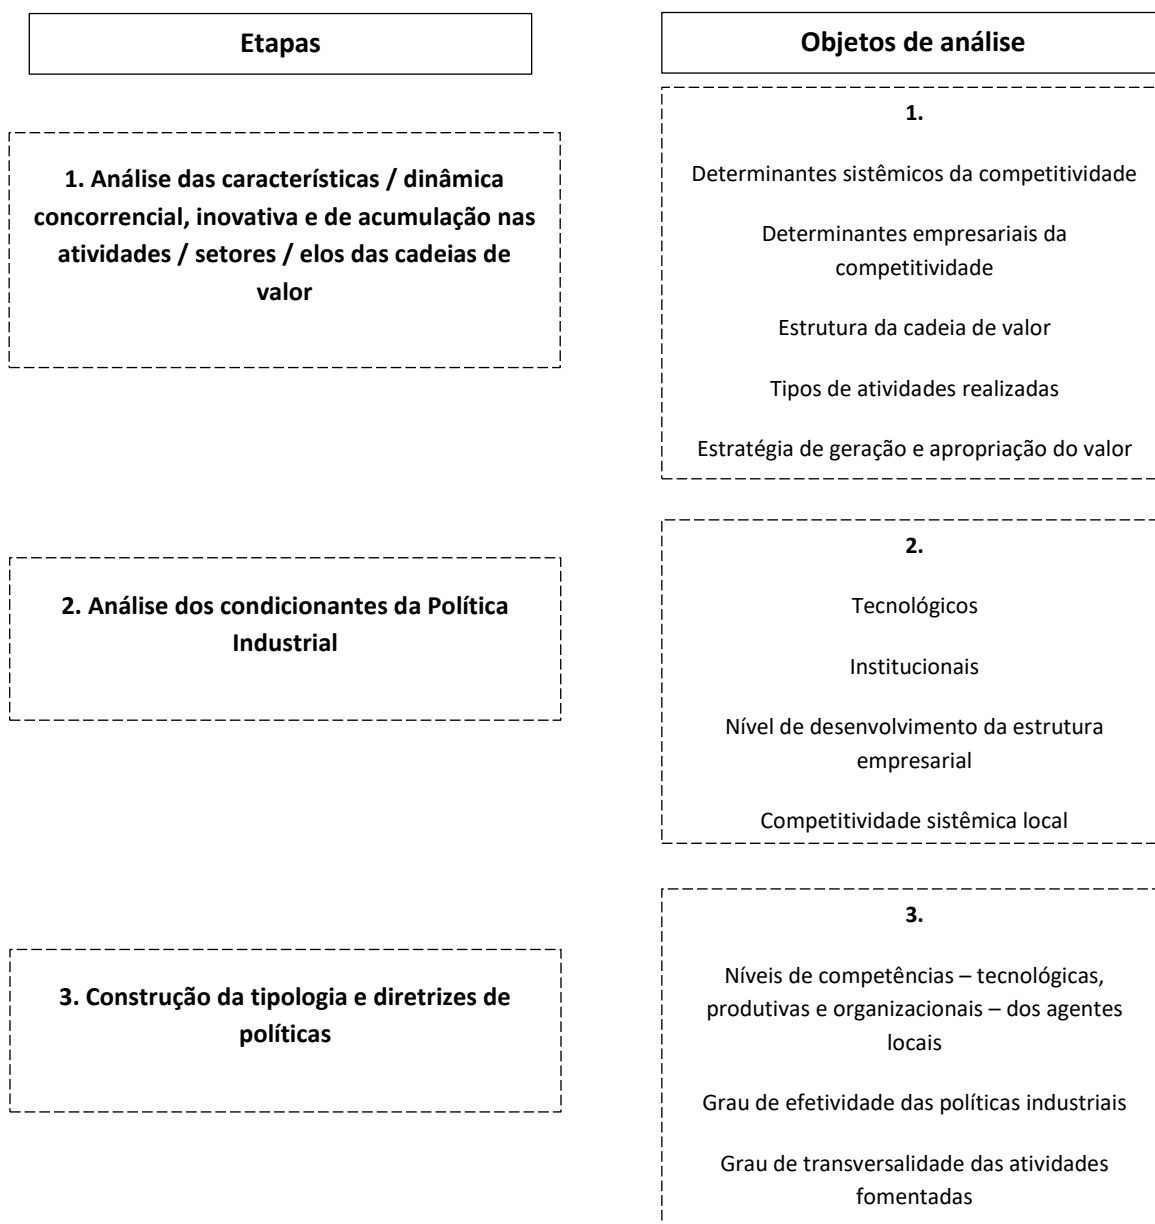 Etapas
Objetos de análise
1. Análise das características / dinâmica
concorrencial, inovativa e de acumulação nas
atividades / setores / elos das cadeias de
valor
1.
Determinantes sistêmicos da competitividade
Determinantes empresariais da
competitividade
Estrutura da cadeia de valor
Tipos de atividades realizadas
Estratégia de geração e apropriação do valor
2. Análise dos condicionantes da Política
Industrial
2.
Tecnológicos
Institucionais
Nível de desenvolvimento da estrutura
empresarial
Competitividade sistêmica local
3. Construção da tipologia e diretrizes de
políticas
3.
Níveis de competências – tecnológicas,
produtivas e organizacionais – dos agentes
locais
Grau de efetividade das políticas industriais
Grau de transversalidade das atividades
fomentadas